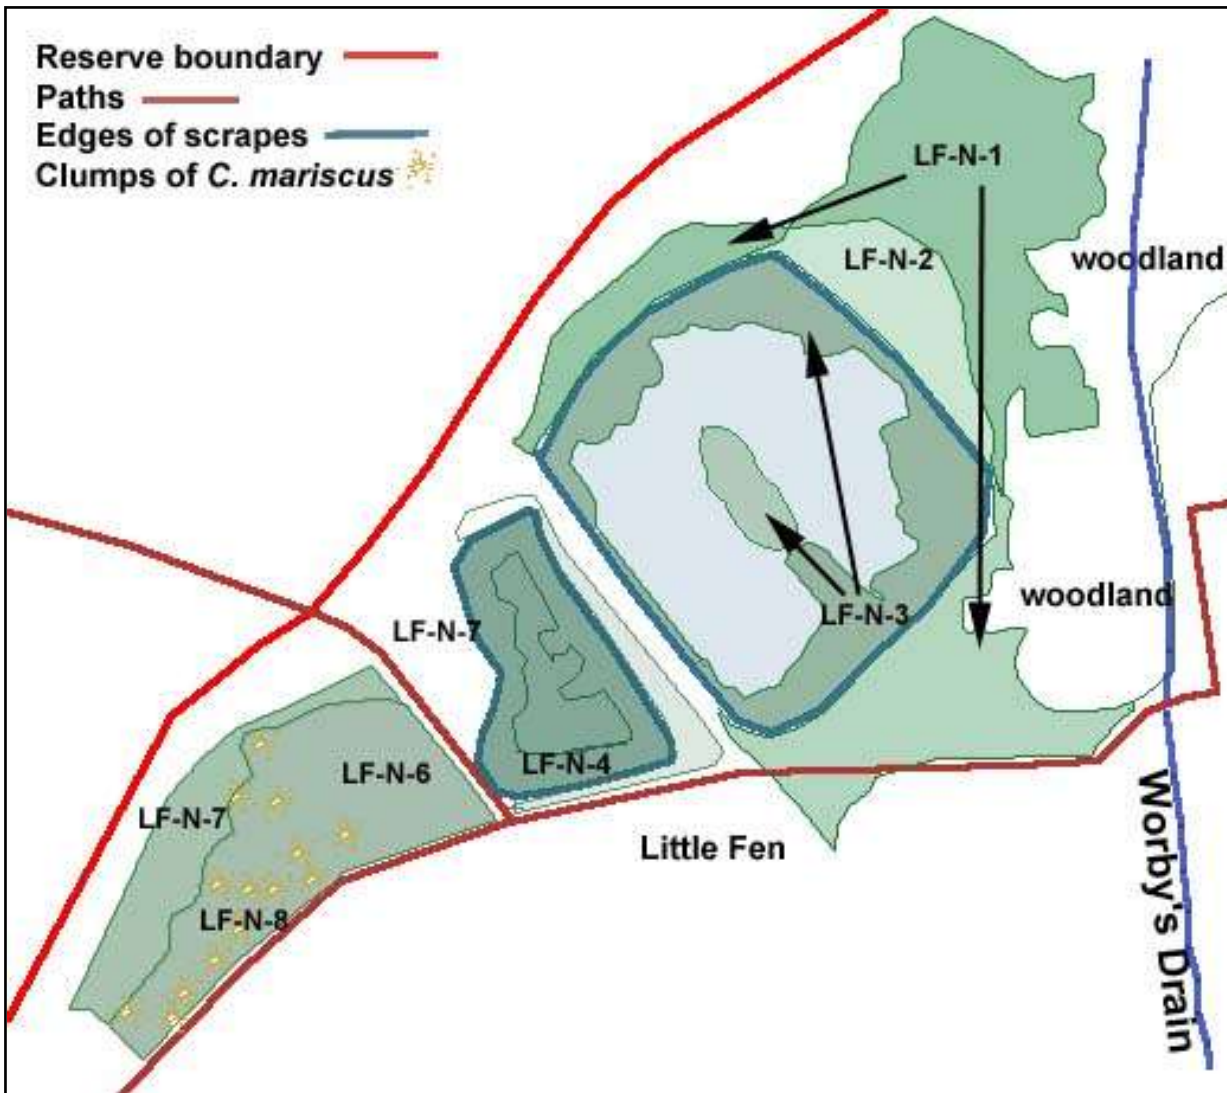 Reserve boundary
Paths
Edges of scrapes
Clumps of C. mariscus
LF-N-1
LF-N-2
woodland
woodland
LF-N-3
LF-N-7
LF-N-4
LF-N-6
LF-N-7
Little Fen
LF-N-8
Worby's Drain